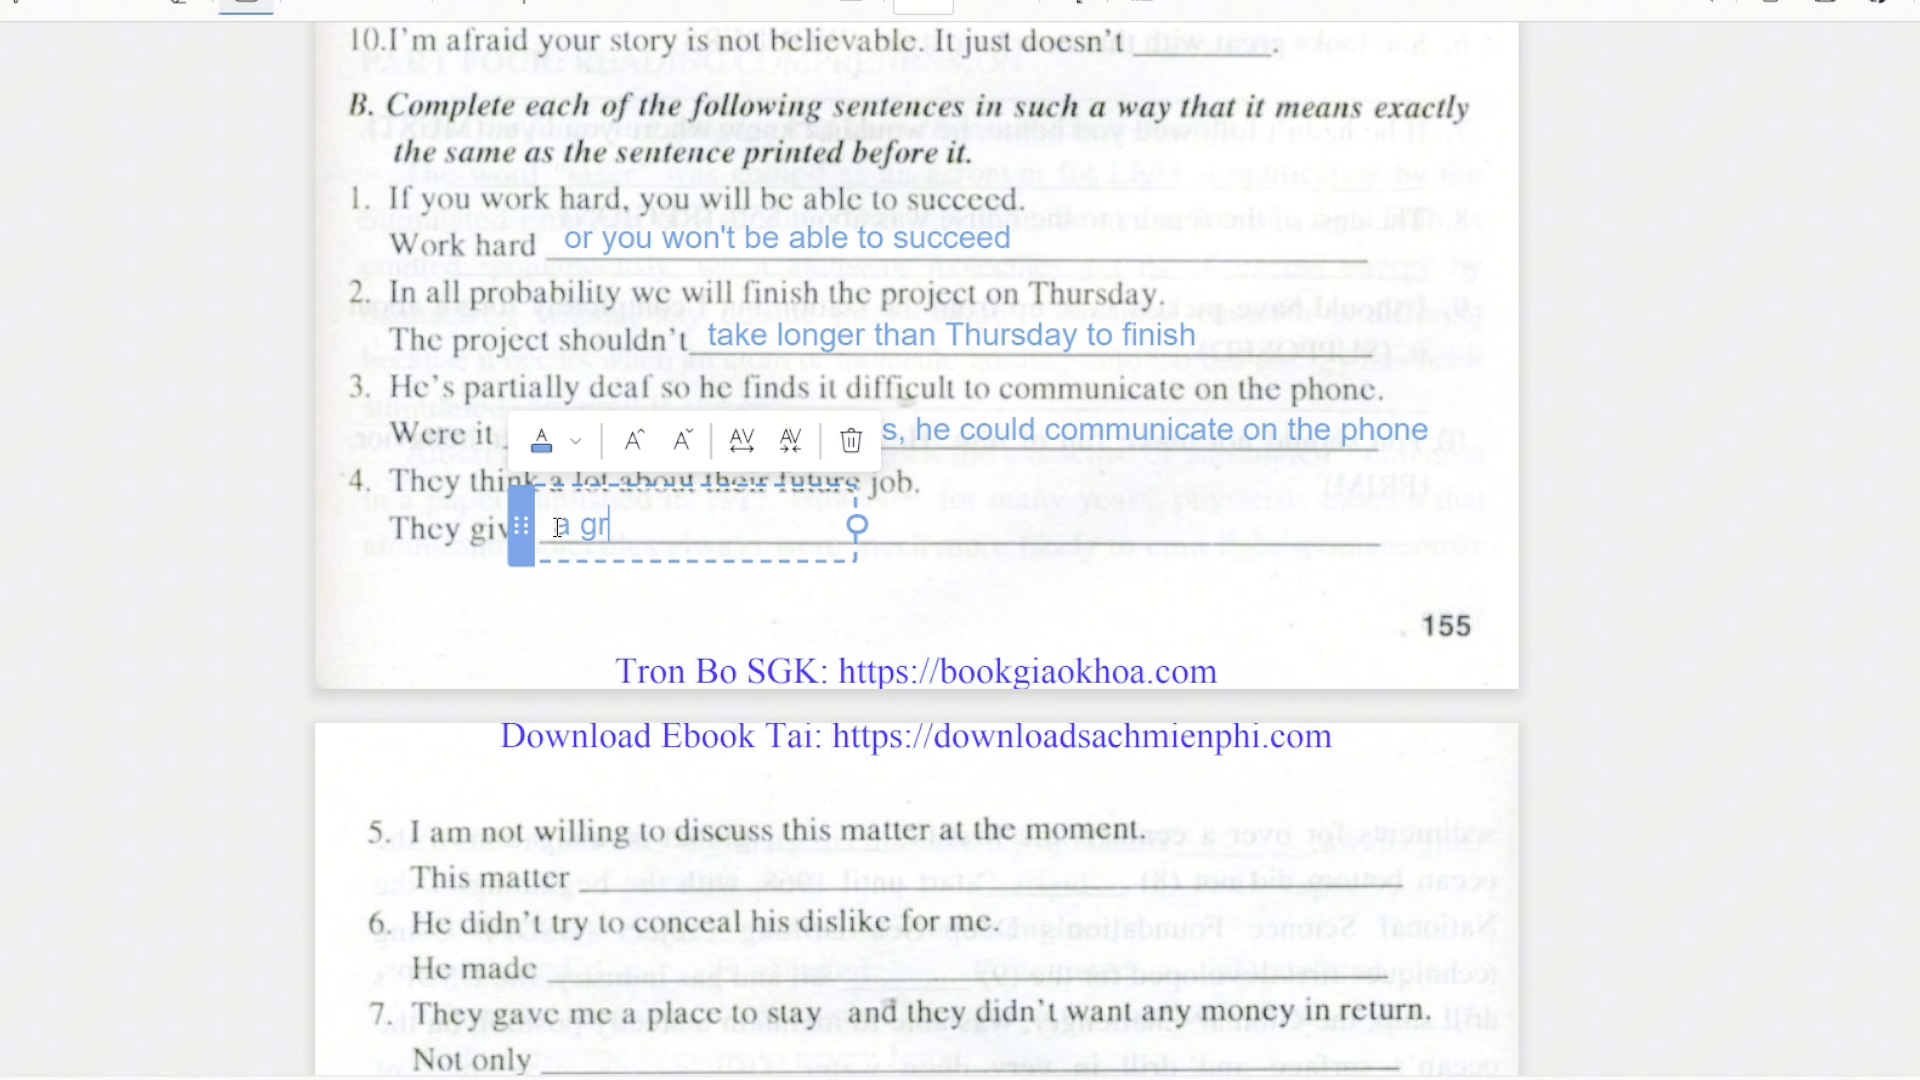 10.I'm afraid your story is not believable. It just doesn't ________.
B. Complete each of the following sentences in such a way that it means exactly
the same as the sentence printed before it.
1. If you work hard, you will be able to succeed.
Work hard or you won't be able to succeed
2. In all probability we will finish the project on Thursday.
The project shouldn't take longer than Thursday to finish
3. He's partially deaf so he finds it difficult to communicate on the phone.
Were it s, he could communicate on the phone
4. They think a lot about their future job.
They giv a gr
155
Tron Bo SGK: https://bookgiaokhoa.com
Download Ebook Tai: https://downloadsachmienphi.com
5. I am not willing to discuss this matter at the moment.
This matter
6. He didn't try to conceal his dislike for me.
He made
7. They gave me a place to stay and they didn't want any money in return.
Not only